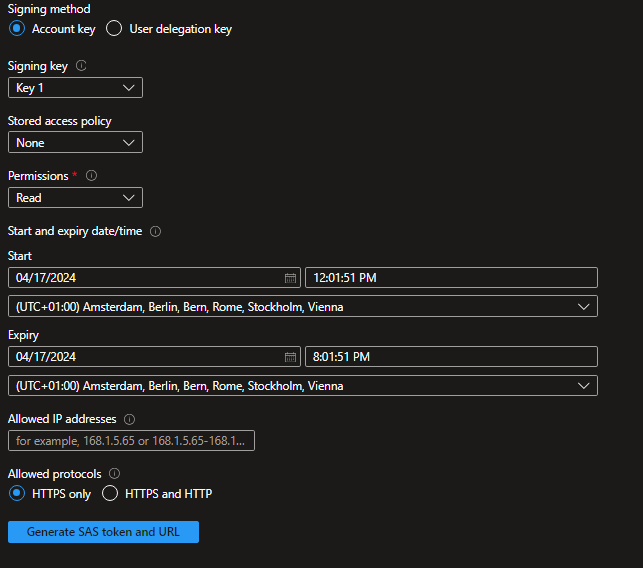 Signing method
Account key User delegation key
Signing key
Key 1
Stored access policy
None
Permissions *
Read
Start and expiry date/time
Start
04/17/2024 12:01:51 PM
(UTC+01:00) Amsterdam, Berlin, Bern, Rome, Stockholm, Vienna
Expiry
04/17/2024 8:01:51 PM
(UTC+01:00) Amsterdam, Berlin, Bern, Rome, Stockholm, Vienna
Allowed IP addresses
for example, 168.1.5.65 or 168.1.5.65-168.1...
Allowed protocols
HTTPS only HTTPS and HTTP
Generate SAS token and URL